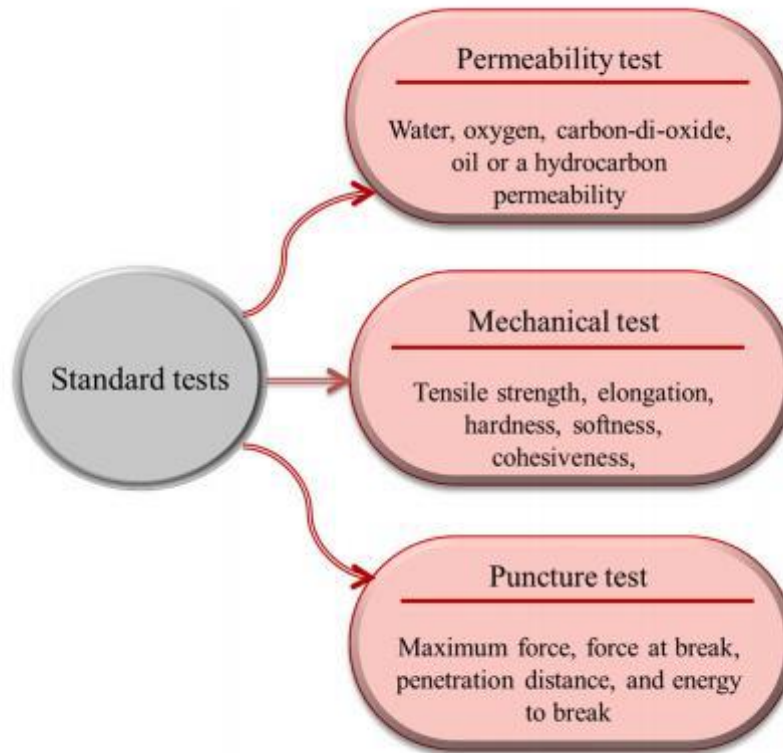 Permeability test
Water, oxygen, carbon-di-oxide,
oil or a hydrocarbon
permeability
Standard tests
Mechanical test
Tensile strength, elongation,
hardness, softness,
cohesiveness,
Puncture test
Maximum force, force at break,
penetration distance, and energy
to break